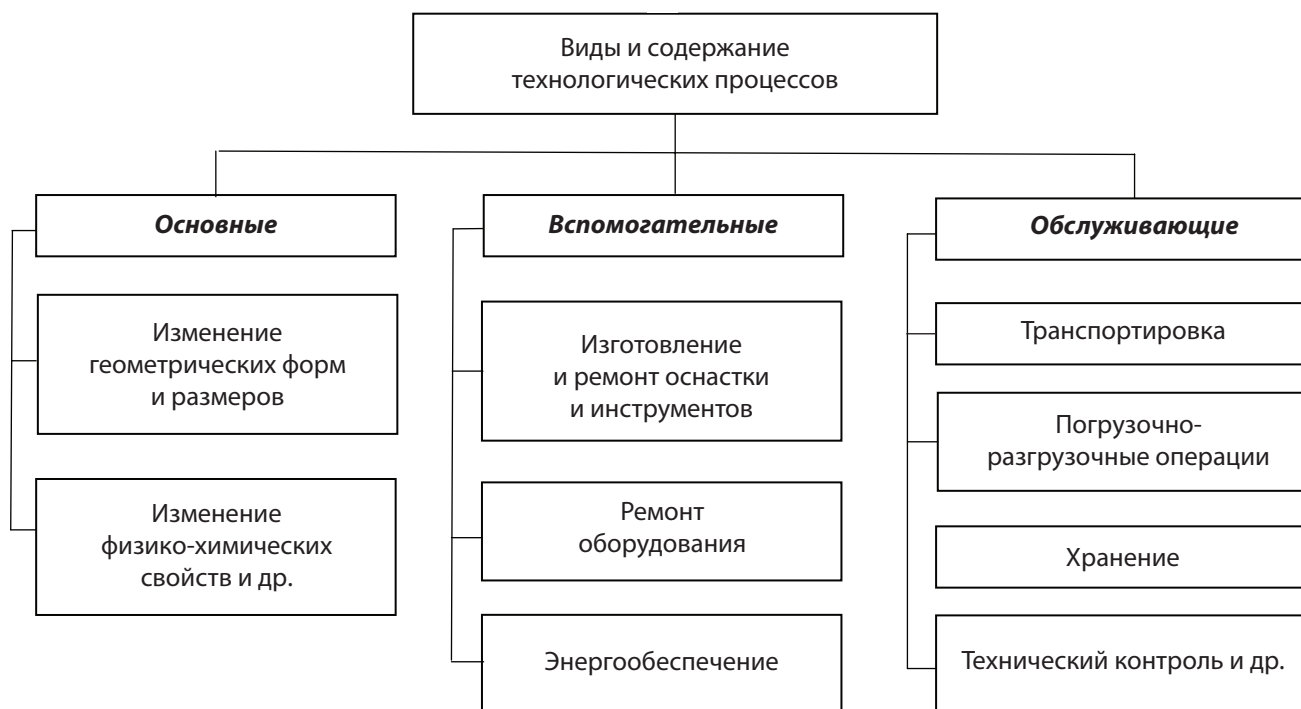 Виды и содержание
технологических процессов
Основные
Изменение
геометрических форм
и размеров
Изменение
физико-химических
свойств и др.
Вспомогательные
Изготовление
и ремонт оснастки
и инструментов
Ремонт
оборудования
Энергообеспечение
Обслуживающие
Транспортировка
Погрузочно-
разгрузочные операции
Хранение
Технический контроль и др.